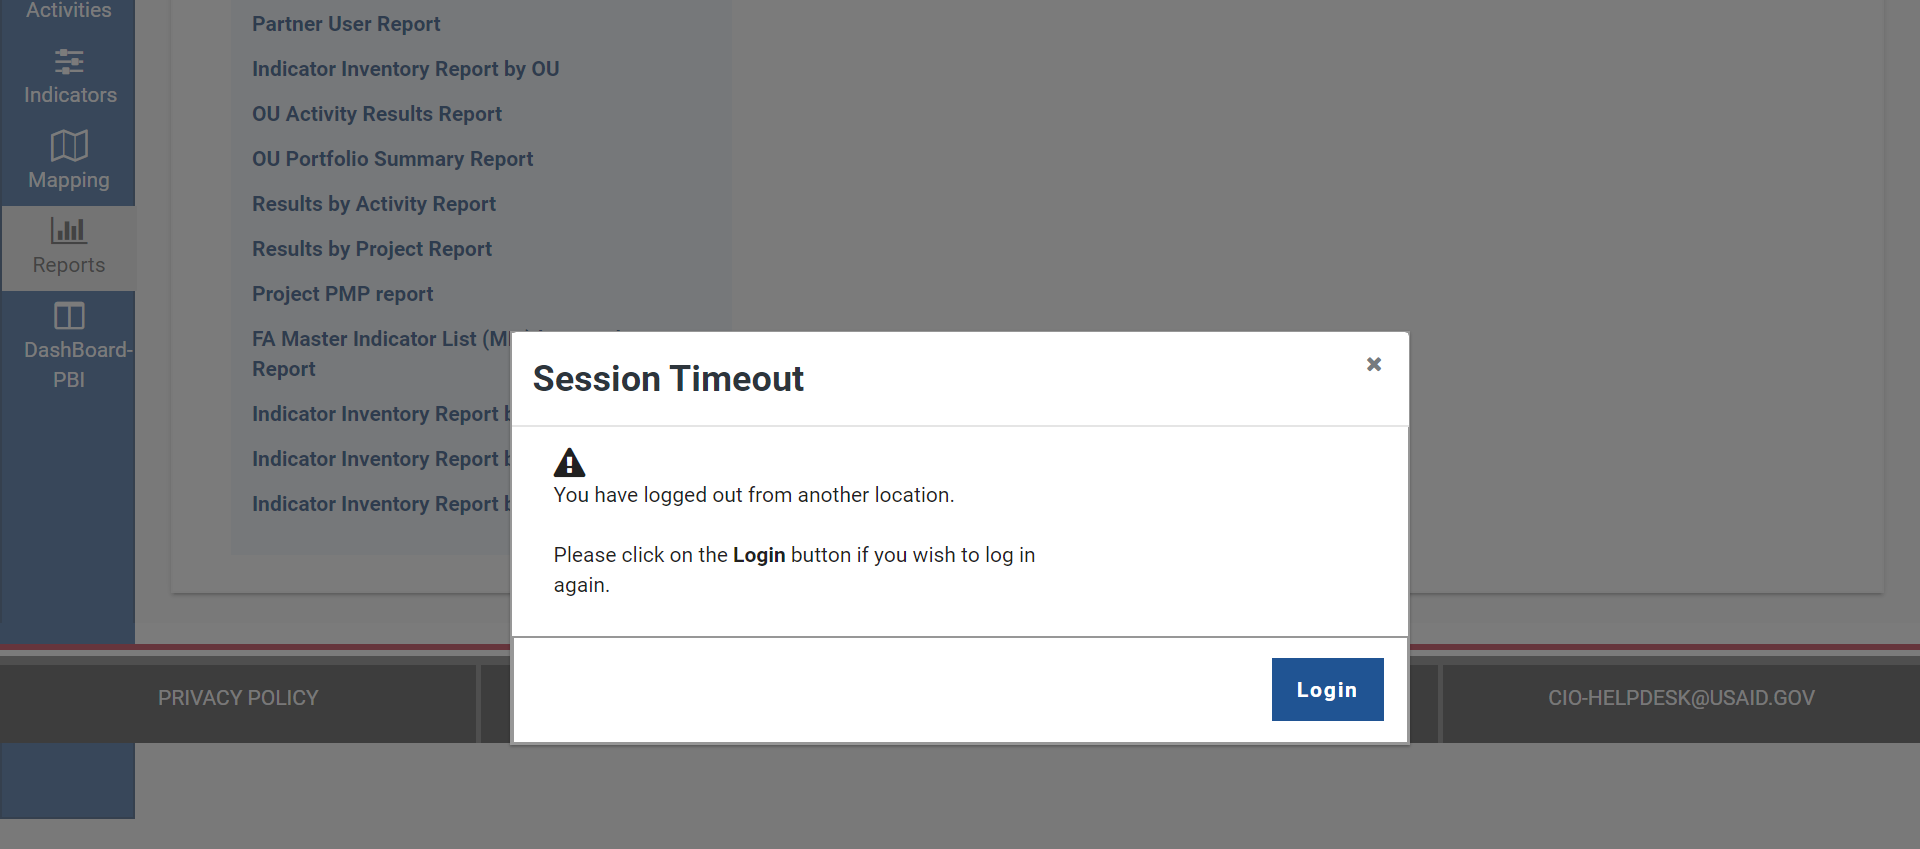 Activities
Indicators
Mapping
Reports
DashBoard-
PBI
Partner User Report
Indicator Inventory Report by OU
OU Activity Results Report
OU Portfolio Summary Report
Results by Activity Report
Results by Project Report
Project PMP report
FA Master Indicator List
Report
Indicator Inventory Report
Indicator Inventory Report
Indicator Inventory Report
Session Timeout
You have logged out from another location.
Please click on the Login button if you wish to log in
again.
Login
PRIVACY POLICY
CIO-HELPDESK@USAID.GOV